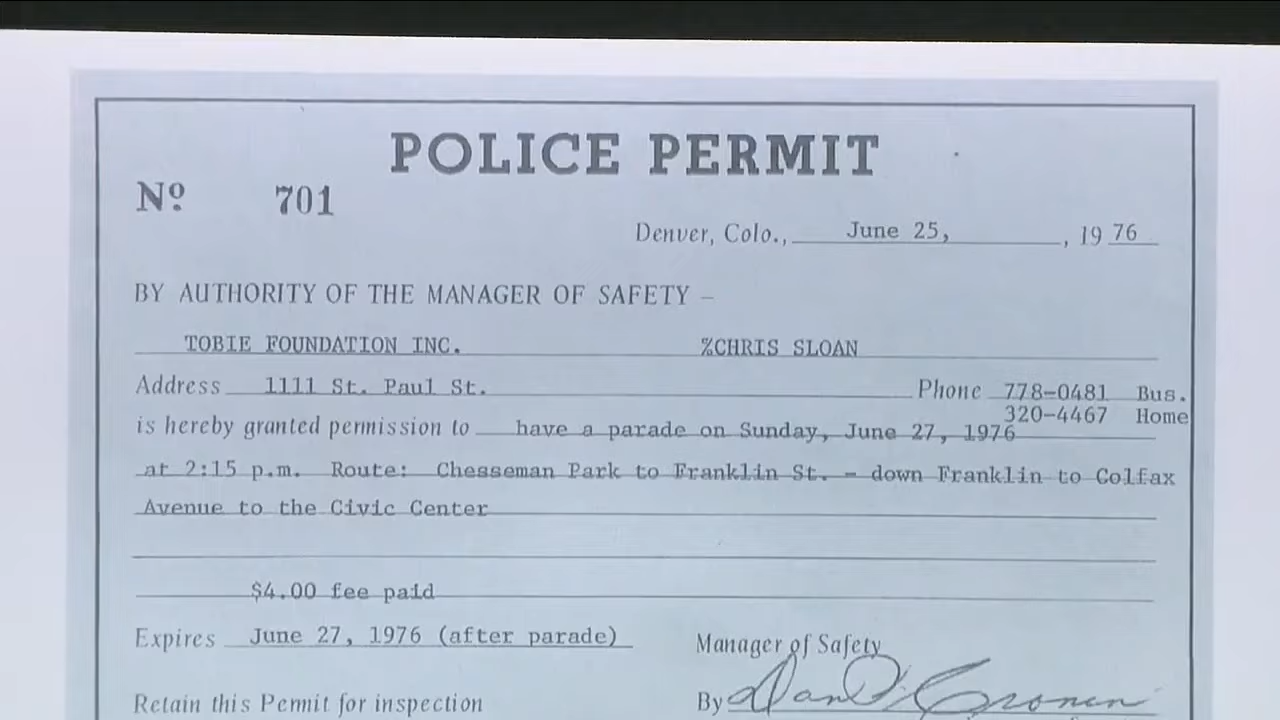 POLICE PERMIT
Nº 701
Denver, Colo., June 25, , 19 76
BY AUTHORITY OF THE MANAGER OF SAFETY –
TOBIE FOUNDATION INC. %CHRIS SLOAN
Address 1111 St. Paul St. Phone 778-0481 Bus.
320-4467 Home
is hereby granted permission to have a parade on Sunday, June 27, 1976
at 2:15 p.m. Route: Chesseman Park to Franklin St. - down Franklin to Colfax
Avenue to the Civic Center
$4.00 fee paid
Expires June 27, 1976 (after parade)
Manager of Safety
Retain this Permit for inspection By Dan Cronin